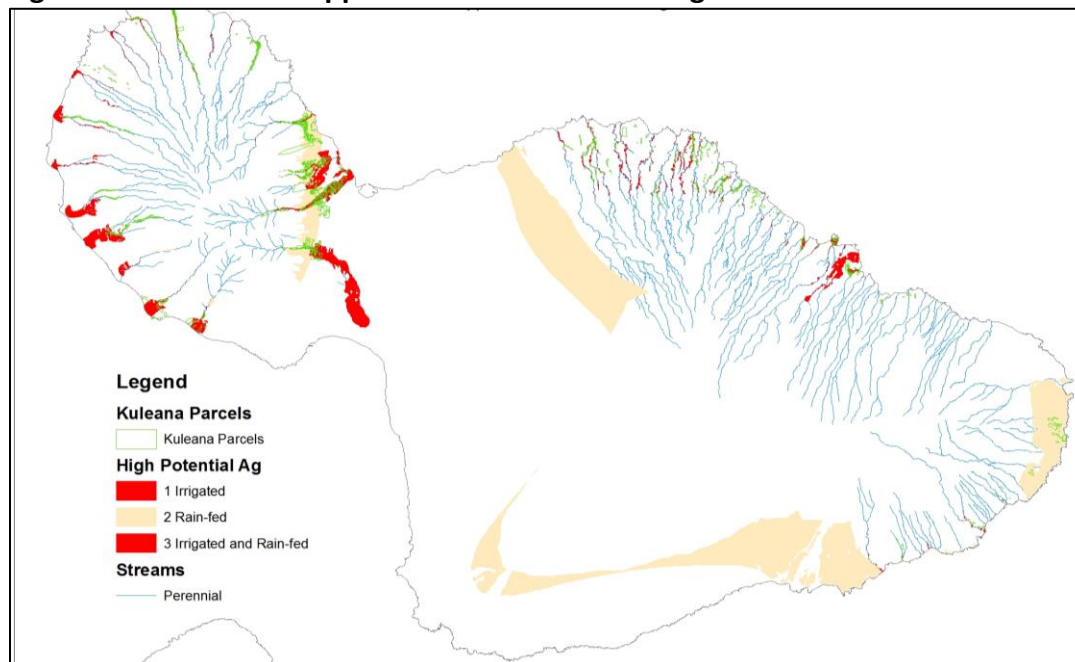 Legend
Kuleana Parcels
Kuleana Parcels
High Potential Ag
1 Irrigated
2 Rain-fed
3 Irrigated and Rain-fed
Streams
Perennial